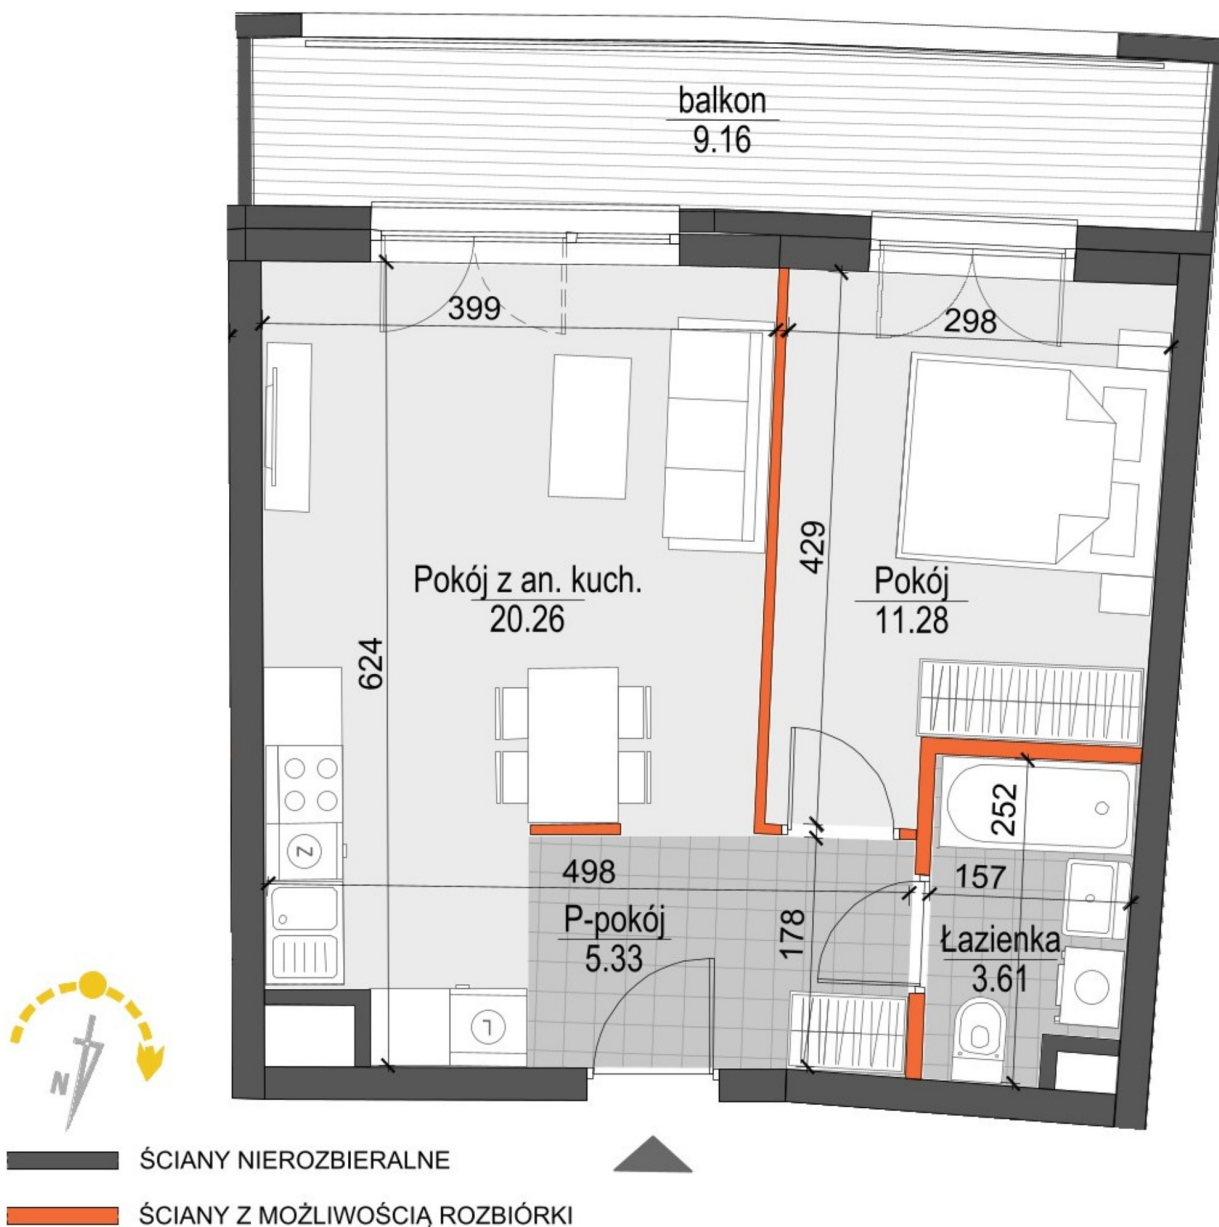 balkon
9.16
399
298
429
Pokój z an. kuch.
20.26
Pokój
11.28
624
252
Z
498
157
P-pokój
5.33
178
Łazienka
3.61
L
N
ŚCIANY NIEROZBIERALNE
ŚCIANY Z MOŻLIWOŚCIĄ ROZBIÓRKI